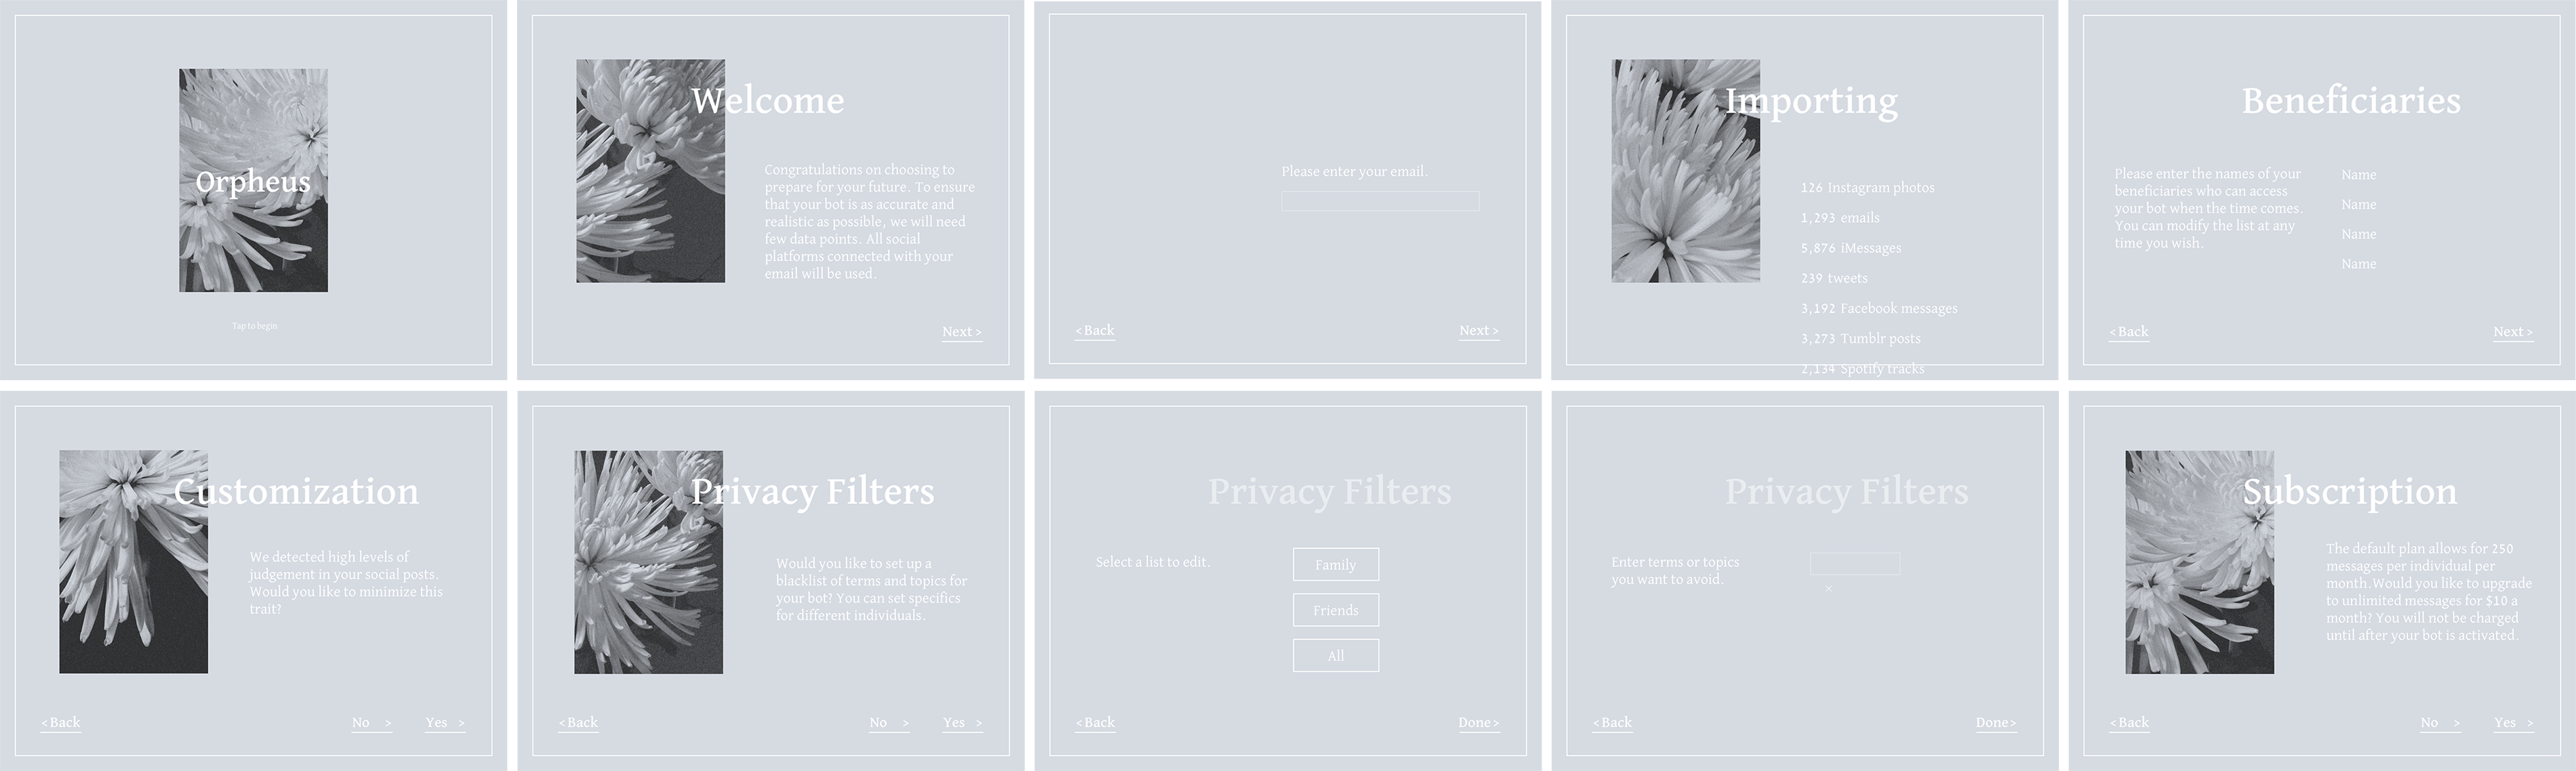 Orpheus
Tap to begin
Welcome
Congratulations on choosing to
prepare for your future. To ensure
that your bot is as accurate and
realistic as possible, we will need
few data points. All social
platforms connected with your
email will be used.
Next >
Please enter your email.
< Back
Next >
Importing
126 Instagram photos
1,293 emails
5,876 iMessages
239 tweets
3,192 Facebook messages
3,273 Tumblr posts
2,134 Spotify tracks
Beneficiaries
Please enter the names of your
beneficiaries who can access
your bot when the time comes.
You can modify the list at any
time you wish.
Name
Name
Name
Name
< Back
Next >
Customization
We detected high levels of
judgement in your social posts.
Would you like to minimize this
trait?
< Back
No >
Yes >
Privacy Filters
Would you like to set up a
blacklist of terms and topics for
your bot? You can set specifics
for different individuals.
< Back
No >
Yes >
Privacy Filters
Select a list to edit.
Family
Friends
All
< Back
Done >
Privacy Filters
Enter terms or topics
you want to avoid.
×
< Back
Done >
Subscription
The default plan allows for 250
messages per individual per
month.Would you like to upgrade
to unlimited messages for $10 a
month? You will not be charged
until after your bot is activated.
< Back
No >
Yes >